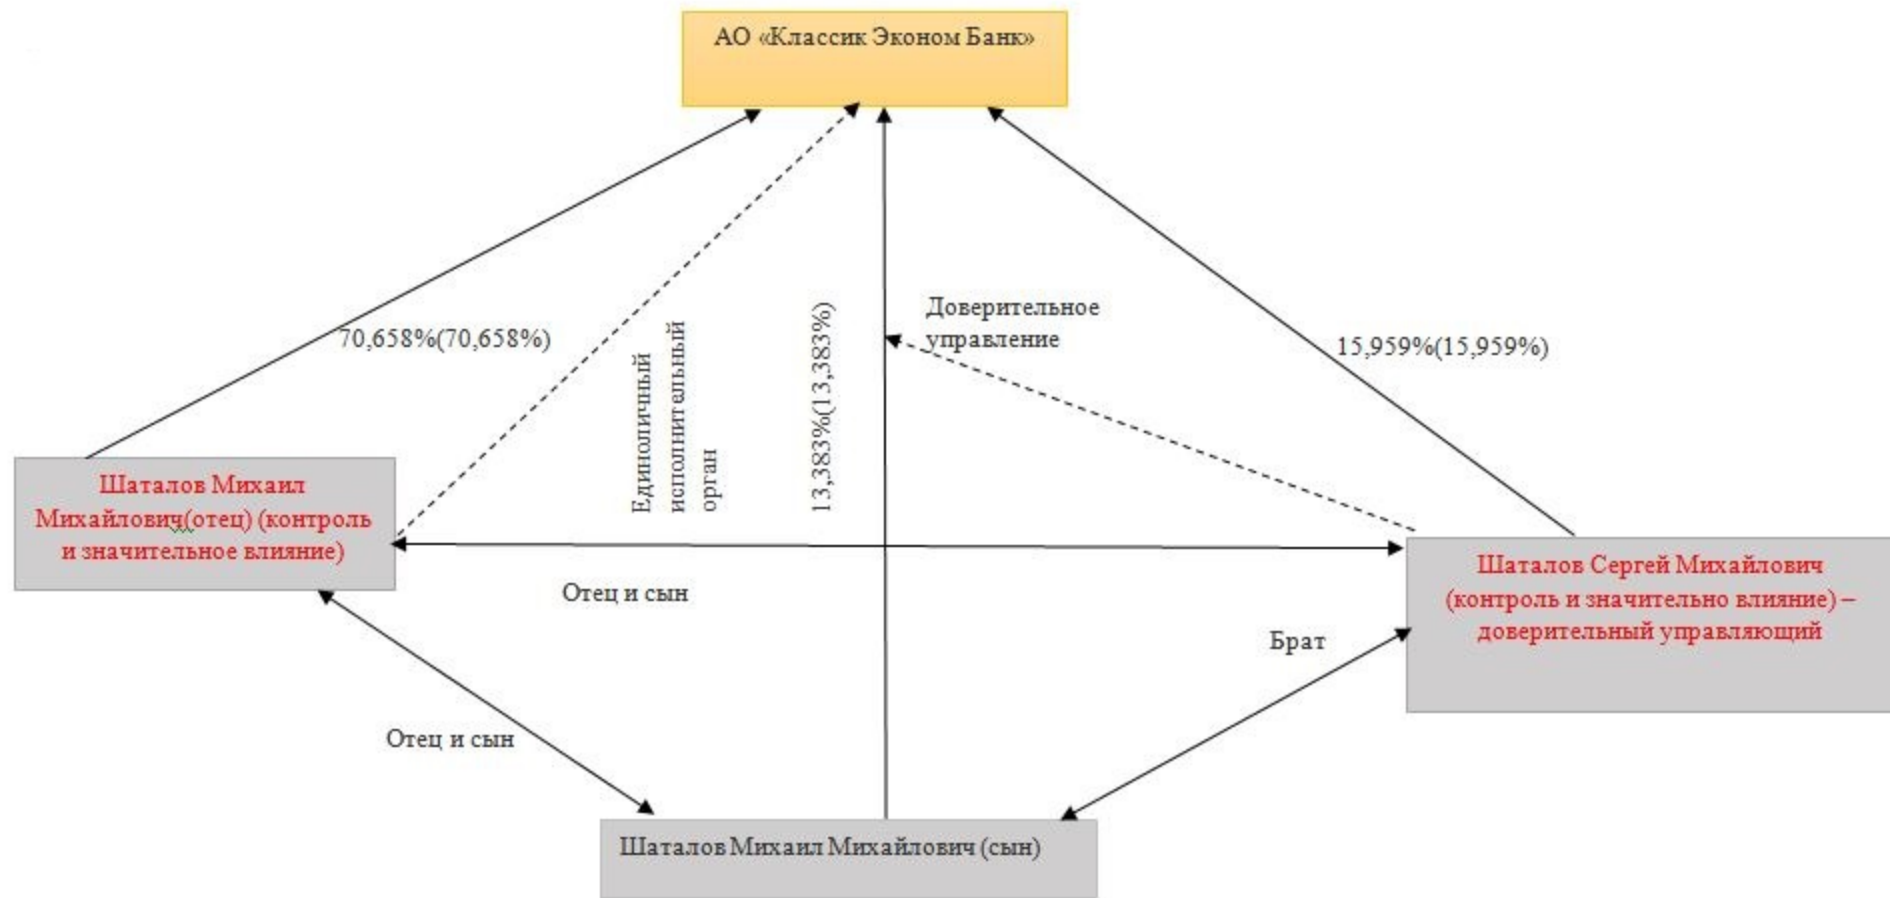 АО «Классик Эконом Банк»
Доверительное
управление
70,658%(70,658%)
15,959%(15,959%)
Единоличный
исполнительный
орган
13,383%(13,383%)
Шаталов Михаил
Михайлович(отец) (контроль
и значительное влияние)
Шаталов Сергей Михайлович
(контроль и значительно влияние) –
доверительный управляющий
Отец и сын
Брат
Отец и сын
Шаталов Михаил Михайлович (сын)